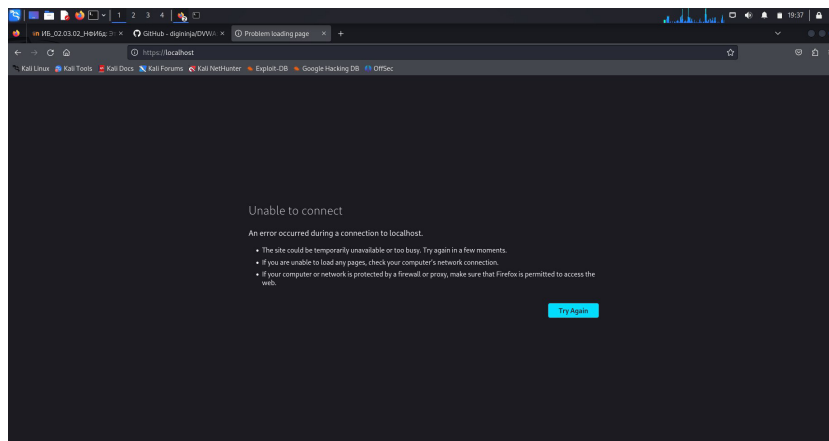 1 2 3 4 19:37
vn ИБ_02.03.02_НФИбд: Э GitHub - digininja/DVWA: Problem loading page
https://localhost
Kali Linux Kali Tools Kali Docs Kali Forums Kali NetHunter Exploit-DB Google Hacking DB OffSec
Unable to connect
An error occurred during a connection to localhost.
• The site could be temporarily unavailable or too busy. Try again in a few moments.
• If you are unable to load any pages, check your computer's network connection.
• If your computer or network is protected by a firewall or proxy, make sure that Firefox is permitted to access the
web.
Try Again